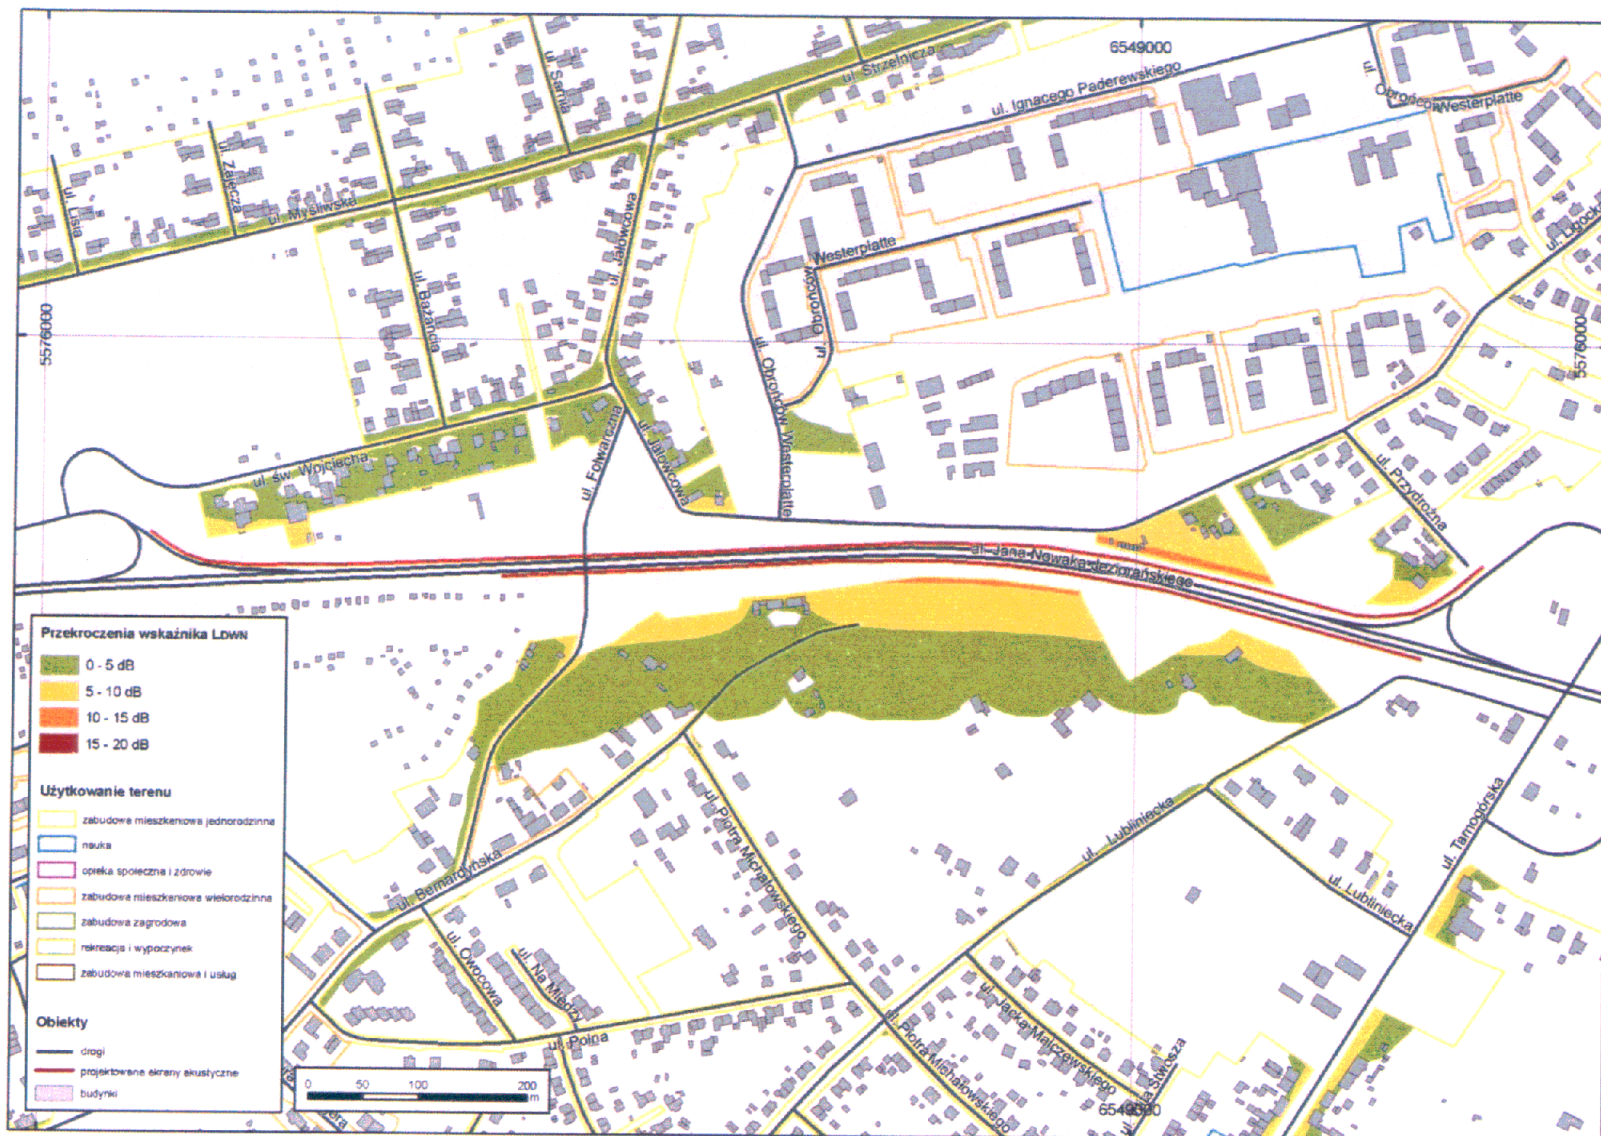 6549000
ul. Strzelnicza
ul. Sarnia
ul. Ignacego Paderewskiego
ul. Obrońców Westerplatte
ul. Zajęcza
ul. Lisia
ul. Myśliwska
ul. Jałowcowa
ul. Ligocka
Westerplatte
ul. Obrońców
ul. Bażancia
5576000
5576000
ul. Obrońców Westerplatte
ul. Folwarczna
ul. Jałowcowa
ul. św. Wojciecha
ul. Przydrożna
al. Jana Nowaka-Jeziorańskiego
Przekroczenia wskaźnika LDWN
0 - 5 dB
5 - 10 dB
10 - 15 dB
15 - 20 dB
Użytkowanie terenu
zabudowa mieszkaniowa jednorodzinna
nauka
opieka społeczna i zdrowie
zabudowa mieszkaniowa wielorodzinna
zabudowa zagrodowa
rekreacja i wypoczynek
zabudowa mieszkaniowa i usług
Obiekty
drogi
projektowane ekrany akustyczne
budynki
ul. Piotra Michałowskiego
ul. Lubliniecka
ul. Tarnogórska
ul. Lubliniecka
ul. Bernardyńska
ul. Owocowa
ul. Na Miedzy
ul. Polna
ul. Jacka Malczewskiego
ul. Piotra Michałowskiego
0 50 100 200
m
6549000